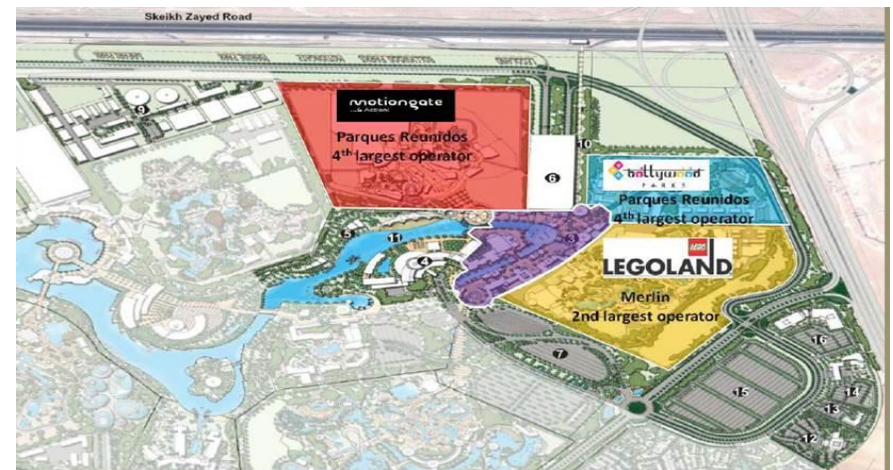 Skeikh Zayed Road
9
motiongate
Parques Reunidos
4th largest operator
10
6
bollywood
PARKS
Parques Reunidos
4th largest operator
5
11
3
4
LEGO
LEGOLAND
Merlin
2nd largest operator
7
16
15
14
13
12